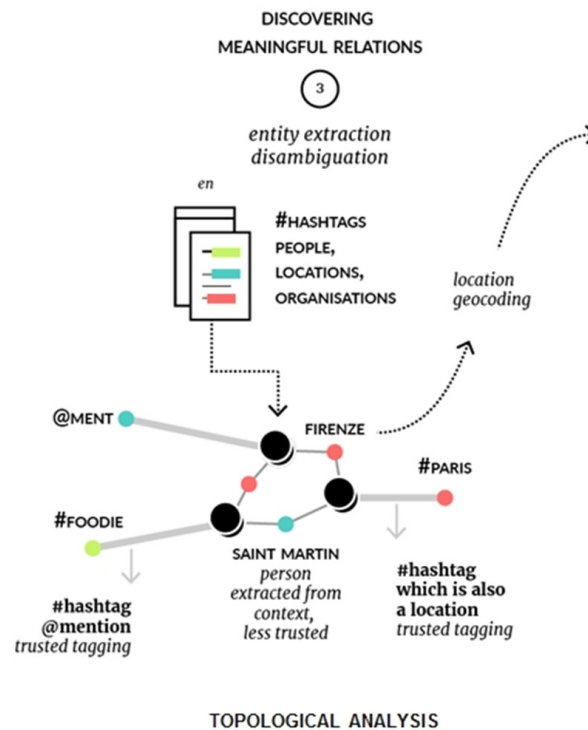 DISCOVERING
MEANINGFUL RELATIONS
3
entity extraction
disambiguation
en
#HASHTAGS
PEOPLE,
LOCATIONS,
ORGANISATIONS
location
geocoding
@MENT
FIRENZE
#PARIS
#FOODIE
SAINT MARTIN
person
extracted from
context,
less trusted
#hashtag
which is also
a location
trusted tagging
#hashtag
@mention
trusted tagging
TOPOLOGICAL ANALYSIS